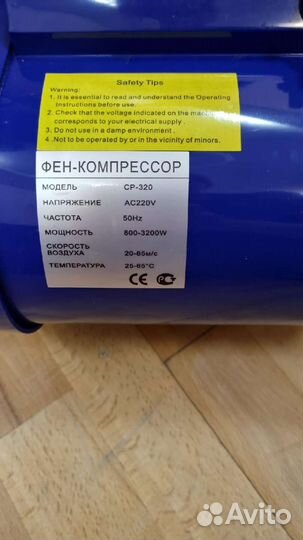 Safety Tips
Warning:
1. It is essential to read and understand the Operating
Instructions before use.
2. Check that the voltage indicated on the machine
corresponds to your electrical supply.
3. Do not use in a damp environment.
4. Not to be operated by or in the vicinity of minors.
ФЕН-КОМПРЕССОР
МОДЕЛЬ CP-320
НАПРЯЖЕНИЕ AC220V
ЧАСТОТА 50Hz
МОЩНОСТЬ 800-3200W
СКОРОСТЬ
ВОЗДУХА 20-85м/с
ТЕМПЕРАТУРА 25-65°C
CE
Avito